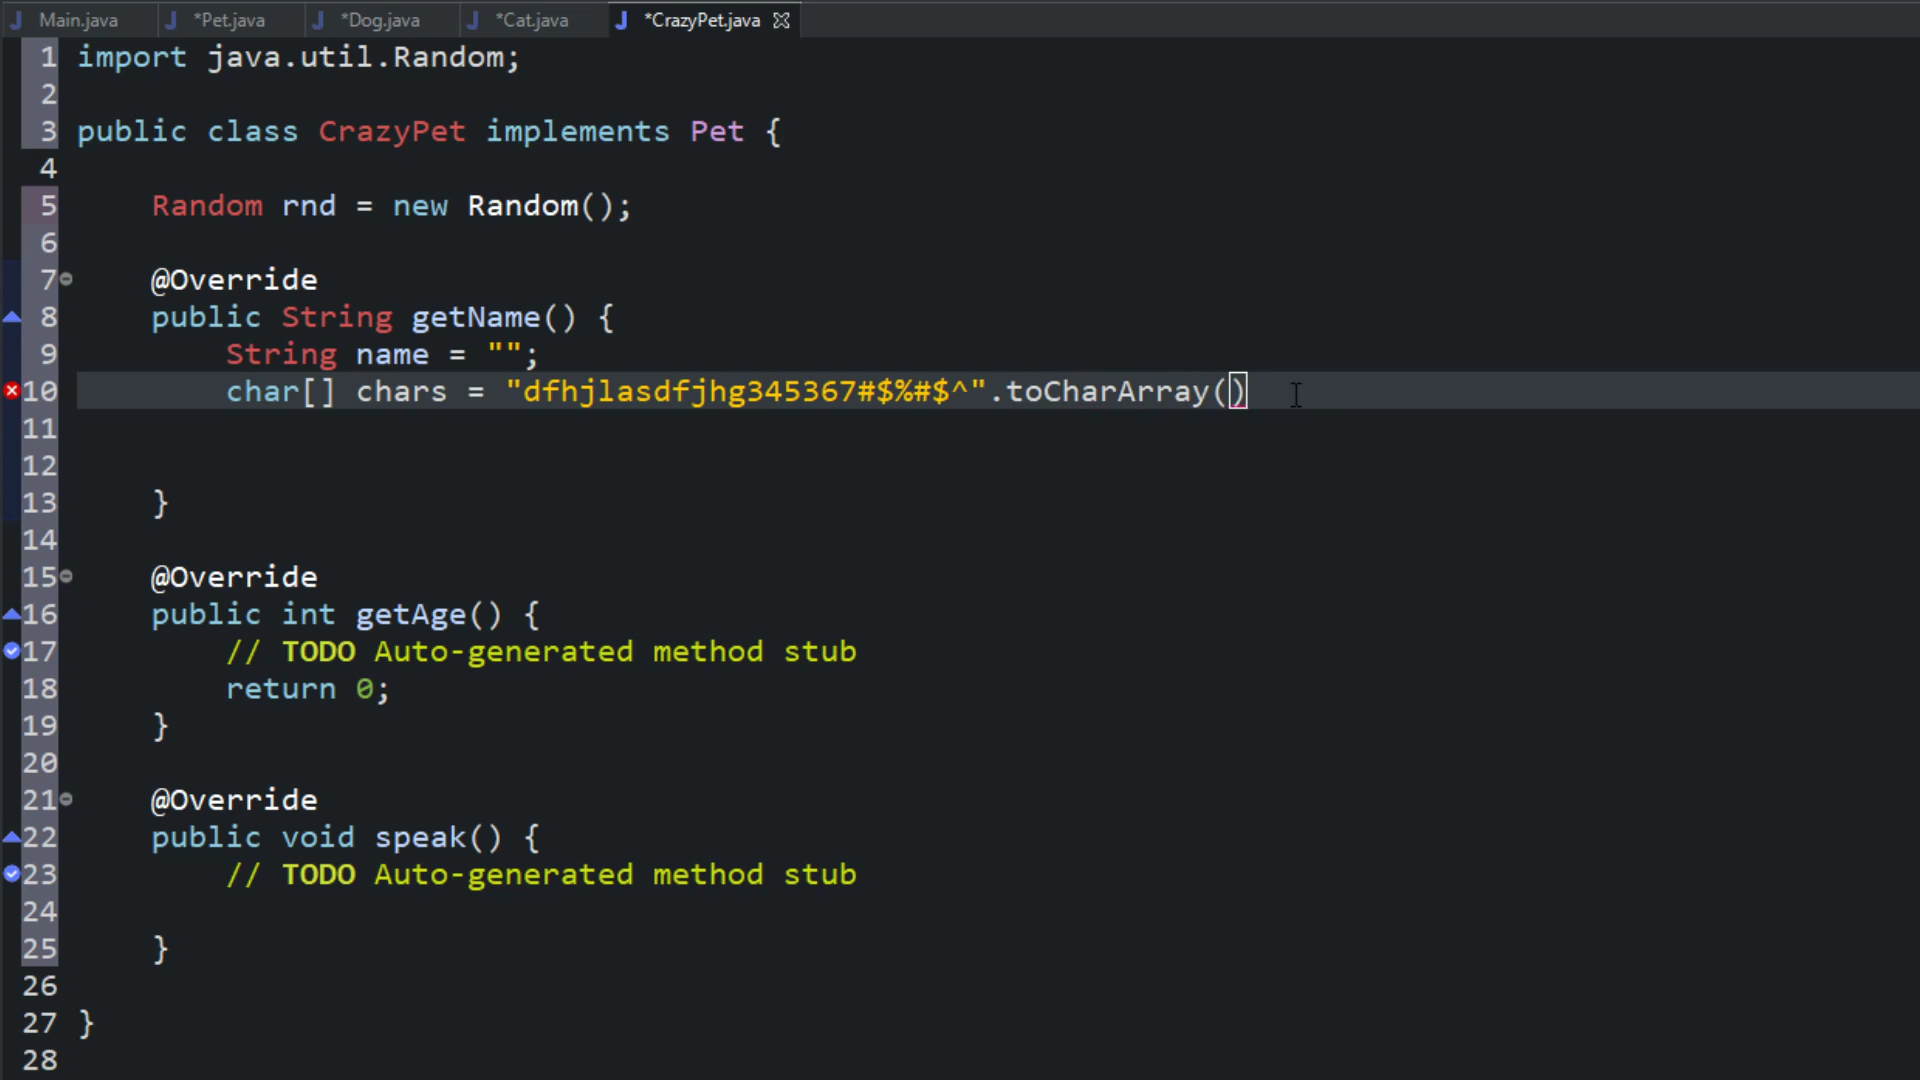 Main.java *Pet.java *Dog.java *Cat.java *CrazyPet.java
1 import java.util.Random;
2
3 public class CrazyPet implements Pet {
4
5 Random rnd = new Random();
6
7 @Override
8 public String getName() {
9 String name = "";
10 char[] chars = "dfhjlasdfjhg345367#$%#$^".toCharArray()
11
12
13 }
14
15 @Override
16 public int getAge() {
17 // TODO Auto-generated method stub
18 return 0;
19 }
20
21 @Override
22 public void speak() {
23 // TODO Auto-generated method stub
24
25 }
26
27 }
28